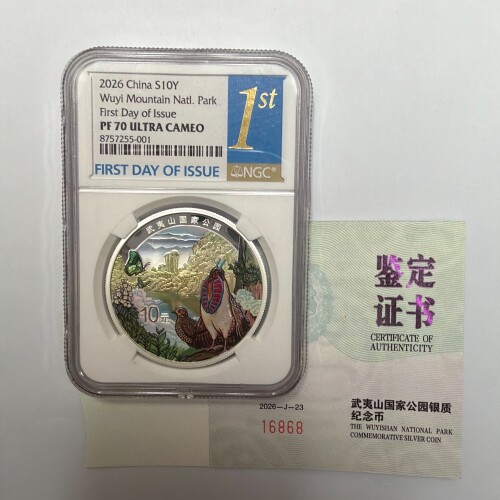 2026 China S10Y
Wuyi Mountain Natl. Park
First Day of Issue
PF 70 ULTRA CAMEO
8757255-001
1st
FIRST DAY OF ISSUE
NGC®
武夷山国家公园
10元
鉴定
证书
CERTIFICATE OF
AUTHENTICITY
2026-J-23
16868
武夷山国家公园银质
纪念币
THE WUYISHAN NATIONAL PARK
COMMEMORATIVE SILVER COIN